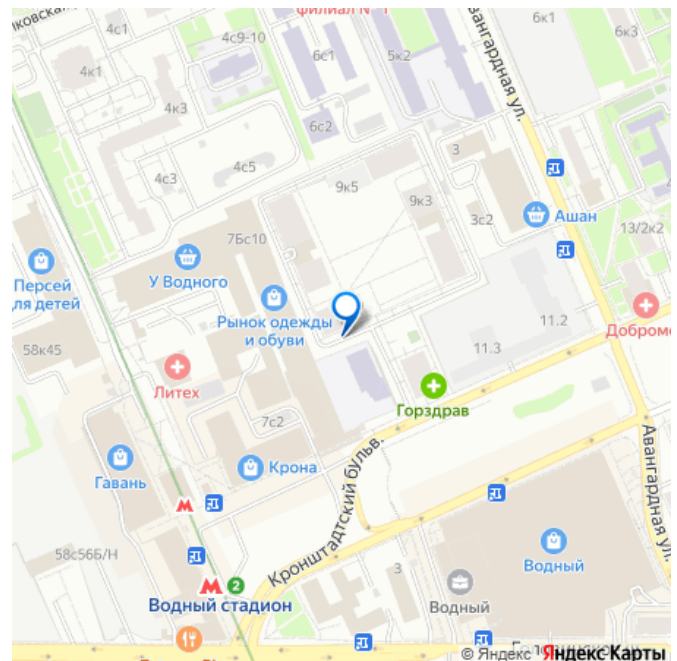 филиал № 1
4с1
4с9-10
6с1
5к2
6к1
6к3
4к1
4к3
Авангардная ул.
6с2
3
4с5
4с3
9к5
9к3
3с2
Ашан
13/2к2
7Бс10
Персей
для детей
У Водного
Рынок одежды
и обуви
11.2
11.3
58к45
Литех
Горздрав
7с2
Гавань
Крона
Кронштадтский бульв.
Авангардная ул.
58с56Б/Н
3
Водный
Водный
2
Водный стадион
© Яндекс Яндекс Карты